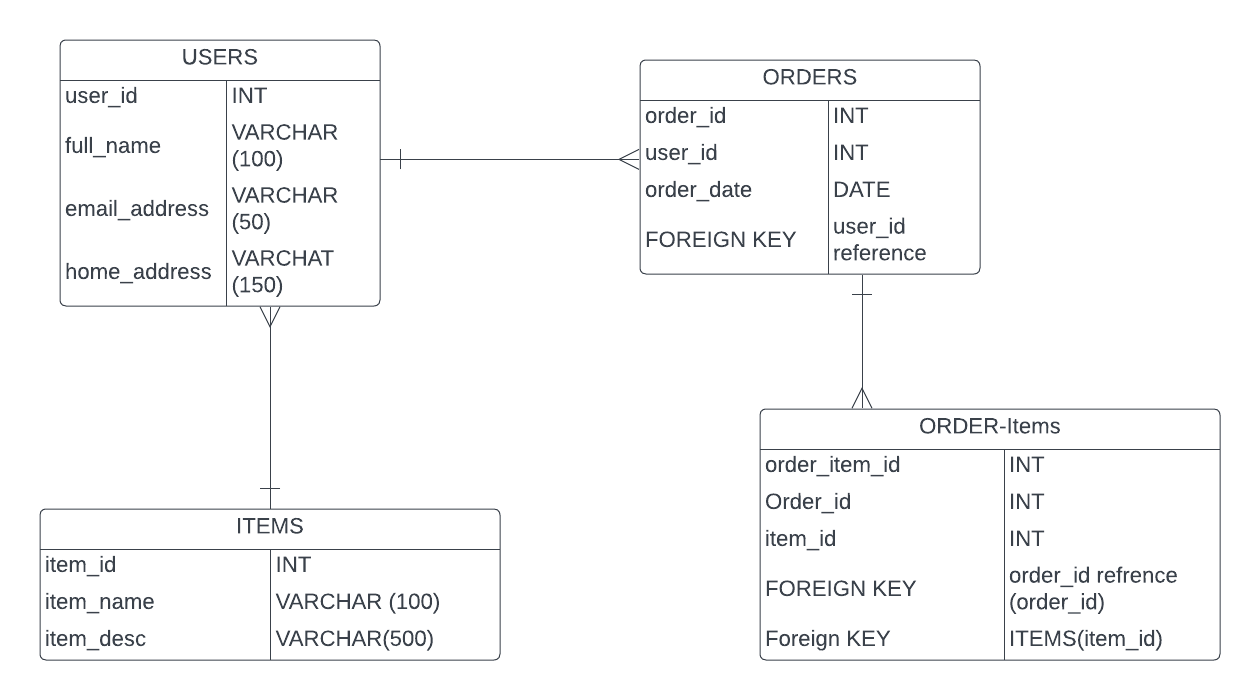 USERS
user_id INT
full_name VARCHAR
(100)
email_address VARCHAR
(50)
home_address VARCHAT
(150)
ORDERS
order_id INT
user_id INT
order_date DATE
FOREIGN KEY user_id
reference
ITEMS
item_id INT
item_name VARCHAR (100)
item_desc VARCHAR(500)
ORDER-Items
order_item_id INT
Order_id INT
item_id INT
FOREIGN KEY order_id refrence
(order_id)
Foreign KEY ITEMS(item_id)